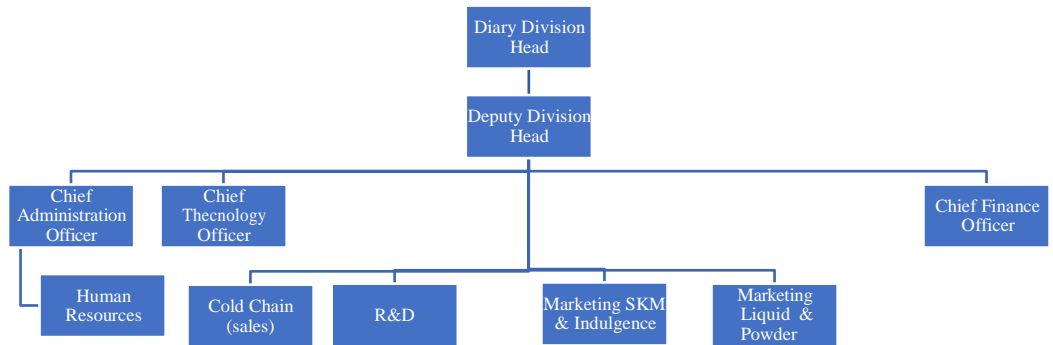 Diary Division
Head
Deputy Division
Head
Chief
Administration
Officer
Chief
Thecnology
Officer
Chief Finance
Officer
Human
Resources
Cold Chain
(sales)
R&D
Marketing SKM
& Indulgence
Marketing
Liquid &
Powder